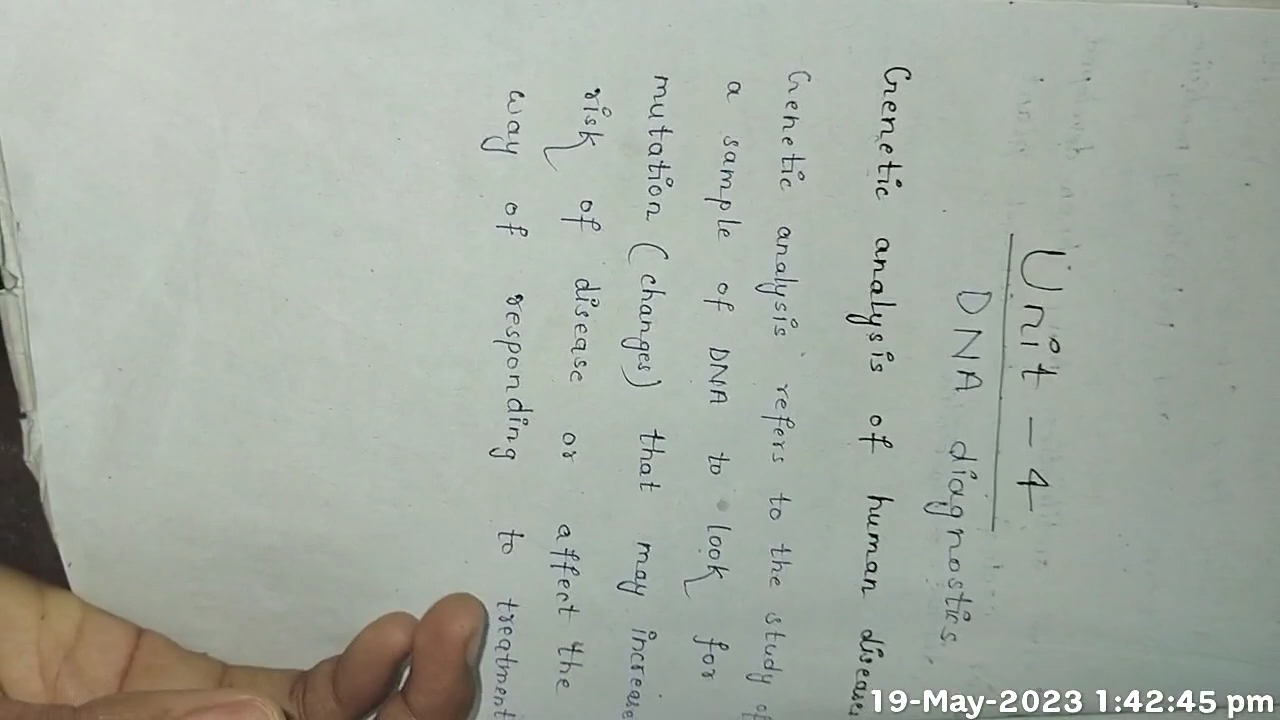 Unit - 4
DNA diagnostics.
Genetic analysis of human diseases
Genetic analysis refers to the study of
a sample of DNA to look for
mutation (changes) that may increase
risk of disease or affect the
way of responding to treatment
19-May-2023 1:42:45 pm